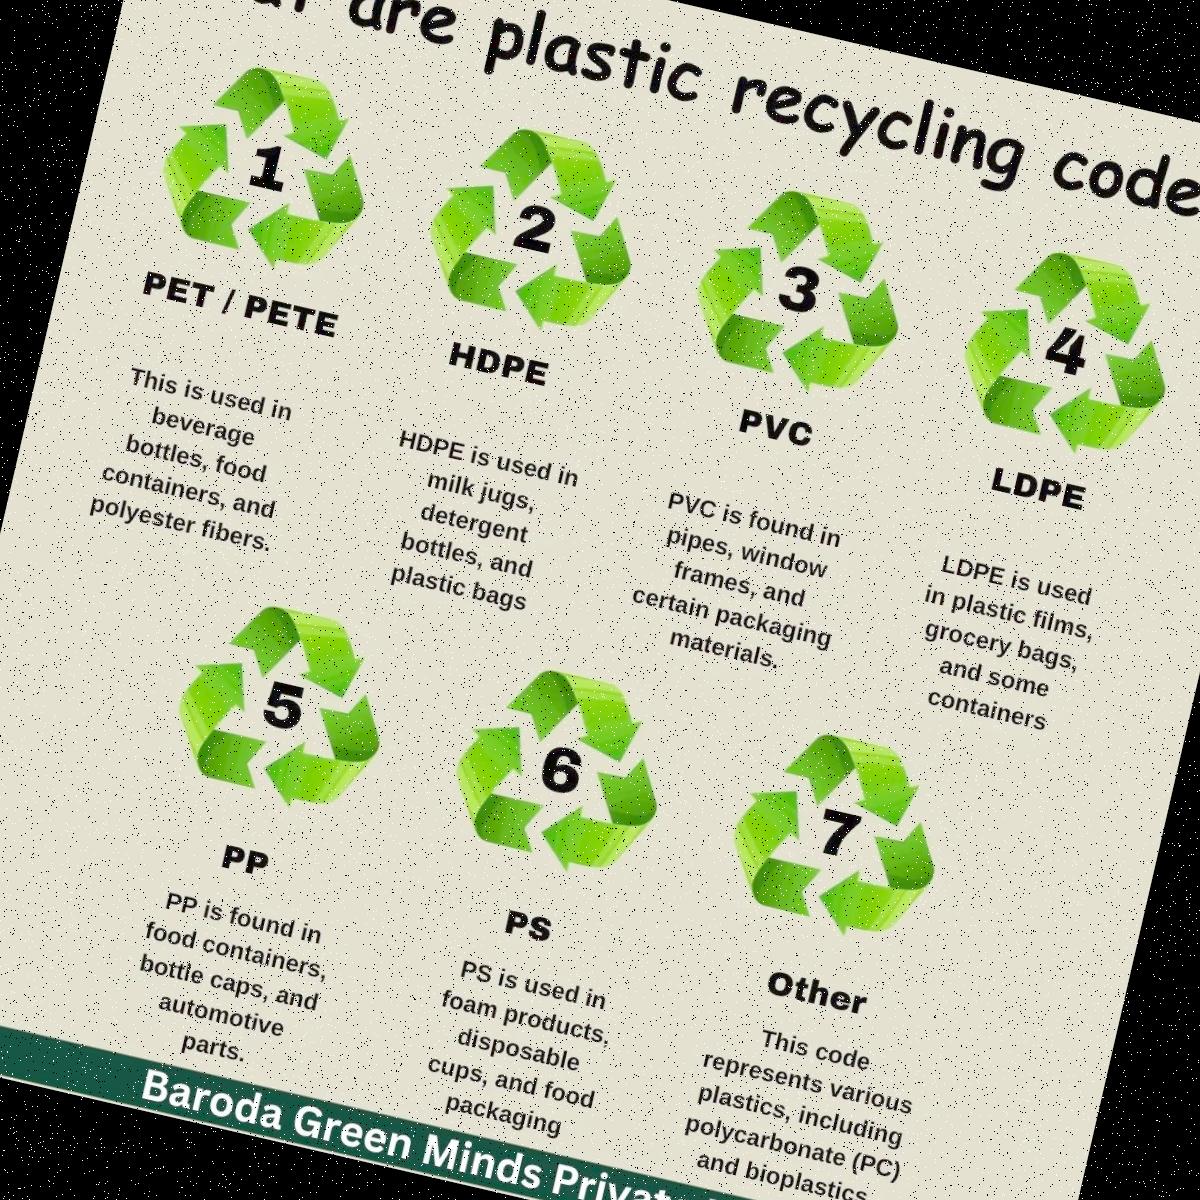 are plastic recycling code
1
PET / PETE
This is used in
beverage
bottles, food
containers, and
polyester fibers.
2
HDPE
HDPE is used in
milk jugs,
detergent
bottles, and
plastic bags
3
PVC
PVC is found in
pipes, window
frames, and
certain packaging
materials.
4
LDPE
LDPE is used
in plastic films,
grocery bags,
and some
containers
5
PP
PP is found in
food containers,
bottle caps, and
automotive
parts.
6
PS
PS is used in
foam products,
disposable
cups, and food
packaging
7
Other
This code
represents various
plastics, including
polycarbonate (PC)
and bioplastics
Baroda Green Minds